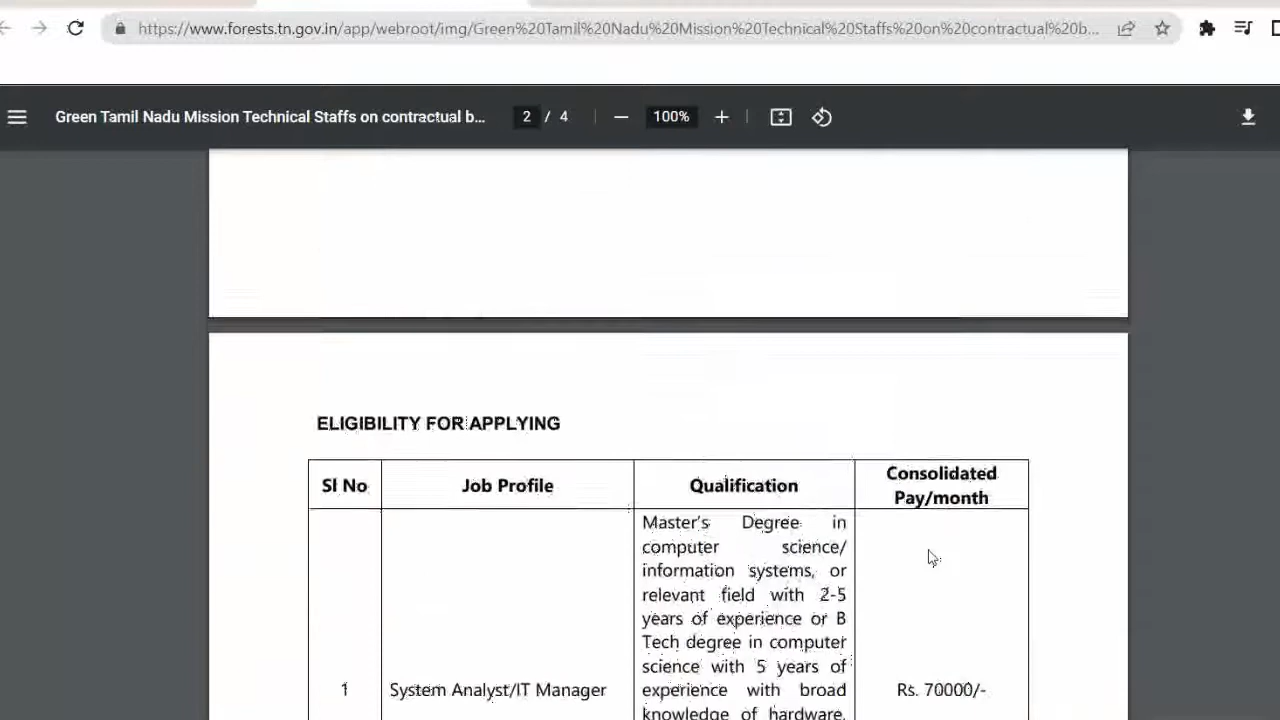 https://www.forests.tn.gov.in/app/webroot/img/Green%20Tamil%20Nadu%20Mission%20Technical%20Staffs%20on%20contractual%20b...
Green Tamil Nadu Mission Technical Staffs on contractual b...
2 / 4
100%
ELIGIBILITY FOR APPLYING
Sl No
Job Profile
Qualification
Consolidated
Pay/month
Master's Degree in
computer science/
information systems, or
relevant field with 2-5
years of experience or B
Tech degree in computer
science with 5 years of
1
System Analyst/IT Manager
experience with broad
Rs. 70000/-
knowledge of hardware,